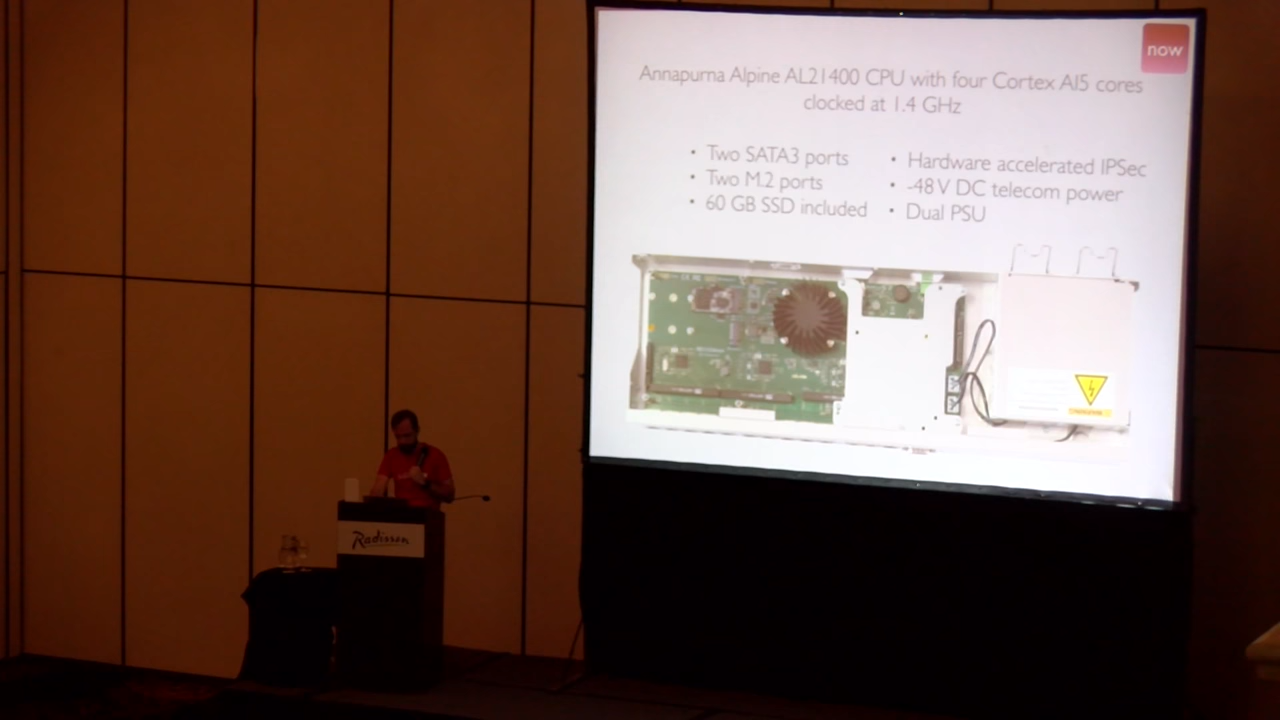 now
Annapurna Alpine AL21400 CPU with four Cortex A15 cores
clocked at 1.4 GHz
• Two SATA3 ports
• Two M.2 ports
• 60 GB SSD included
• Hardware accelerated IPSec
• -48 V DC telecom power
• Dual PSU
Radisson